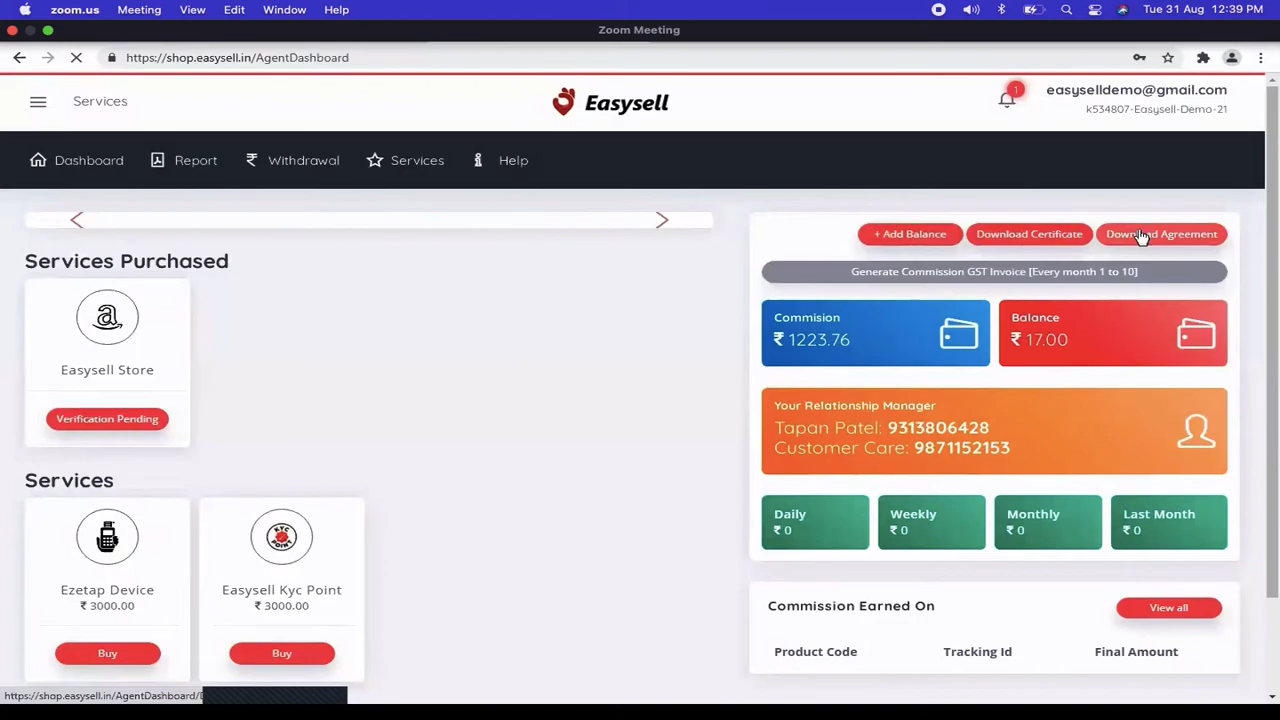 zoom.us Meeting View Edit Window Help Tue 31 Aug 12:39 PM
Zoom Meeting
https://shop.easysell.in/AgentDashboard
Services
Easysell
1
easyselldemo@gmail.com
k534807-Easysell-Demo-21
Dashboard Report ₹ Withdrawal Services Help
+ Add Balance Download Certificate Download Agreement
Services Purchased
Generate Commission GST Invoice [Every month 1 to 10]
Commision
₹ 1223.76
Balance
₹ 17.00
Easysell Store
Verification Pending
Your Relationship Manager
Tapan Patel: 9313806428
Customer Care: 9871152153
Services
Daily
₹ 0
Weekly
₹ 0
Monthly
₹ 0
Last Month
₹ 0
Ezetap Device
₹ 3000.00
Buy
KYC
Easysell Kyc Point
₹ 3000.00
Buy
Commission Earned On
View all
Product Code Tracking Id Final Amount
https://shop.easysell.in/AgentDashboard/